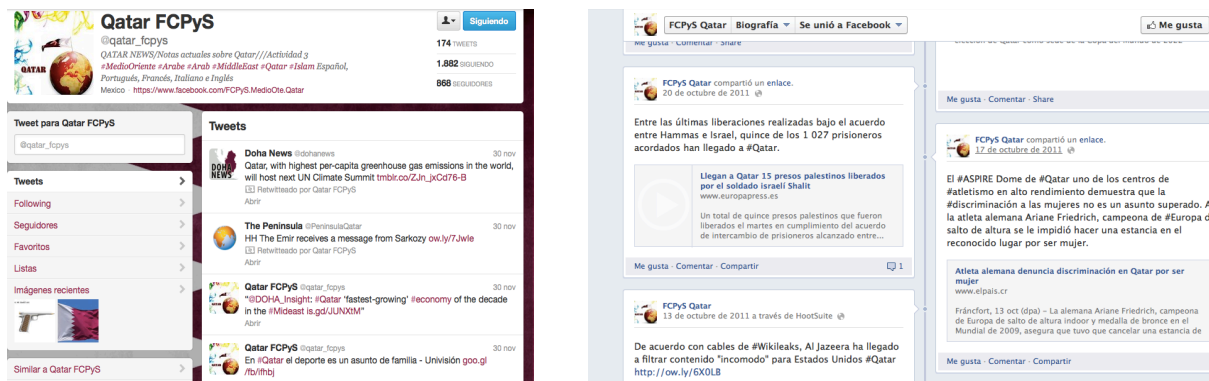 Qatar FCPyS
@qatar_fcpys
QATAR NEWS/Notas actuales sobre Qatar///Actividad 3
#MedioOriente #Arabe #Arab #MiddleEast #Qatar #Islam Español,
Portugués, Francés, Italiano e Inglés
Mexico · https://www.facebook.com/FCPyS.MedioOte.Qatar
Siguiendo
174 TWEETS
1.882 SIGUIENDO
868 SEGUIDORES
QATAR
Tweet para Qatar FCPyS
@qatar_fcpys
Tweets
Following
Seguidores
Favoritos
Listas
Imágenes recientes
Similar a Qatar FCPyS
Tweets
DOHA NEWS
Doha News @dohanews 30 nov
Qatar, with highest per-capita greenhouse gas emissions in the world,
will host next UN Climate Summit tmblr.co/ZJn_jxCd76-B
Retwitteado por Qatar FCPyS
Abrir
The Peninsula @PeninsulaQatar 30 nov
HH The Emir receives a message from Sarkozy ow.ly/7Jwle
Retwitteado por Qatar FCPyS
Abrir
Qatar FCPyS @qatar_fcpys 30 nov
"@DOHA_Insight: #Qatar 'fastest-growing' #economy of the decade
in the #Mideast is.gd/JUNXtM"
Abrir
Qatar FCPyS @qatar_fcpys 30 nov
En #Qatar el deporte es un asunto de familia - Univisión goo.gl
/fb/ifhbj
FCPyS Qatar Biografía Se unió a Facebook Me gusta
Me gusta · Comentar · Share
FCPyS Qatar compartió un enlace.
20 de octubre de 2011
Entre las últimas liberaciones realizadas bajo el acuerdo
entre Hammas e Israel, quince de los 1 027 prisioneros
acordados han llegado a #Qatar.
Llegan a Qatar 15 presos palestinos liberados
por el soldado israelí Shalit
www.europapress.es
Un total de quince presos palestinos que fueron
liberados el martes en cumplimiento del acuerdo
de intercambio de prisioneros alcanzado entre...
Me gusta · Comentar · Compartir 1
FCPyS Qatar
13 de octubre de 2011 a través de HootSuite
De acuerdo con cables de #Wikileaks, Al Jazeera ha llegado
a filtrar contenido "incomodo" para Estados Unidos #Qatar
http://ow.ly/6X0LB
Me gusta · Comentar · Share
FCPyS Qatar compartió un enlace.
17 de octubre de 2011
El #ASPIRE Dome de #Qatar uno de los centros de
#atletismo en alto rendimiento demuestra que la
#discriminación a las mujeres no es un asunto superado. A
la atleta alemana Ariane Friedrich, campeona de #Europa d
salto de altura se le impidió hacer una estancia en el
reconocido lugar por ser mujer.
Atleta alemana denuncia discriminación en Qatar por ser
mujer
www.elpais.cr
Fráncfort, 13 oct (dpa) – La alemana Ariane Friedrich, campeona
de Europa de salto de altura indoor y medalla de bronce en el
Mundial de 2009, asegura que tuvo que cancelar una estancia de
Me gusta · Comentar · Compartir